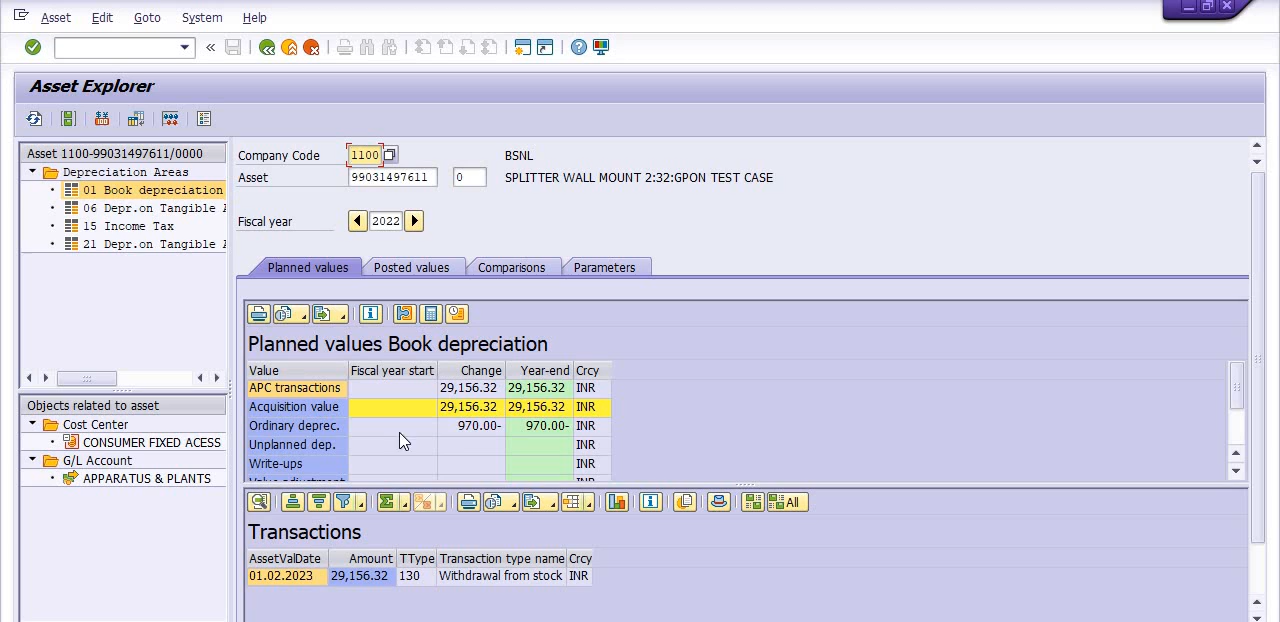 Asset Edit Goto System Help
Asset Explorer
Asset 1100-99031497611/0000
Depreciation Areas
01 Book depreciation
06 Depr.on Tangible A
15 Income Tax
21 Depr.on Tangible A
Objects related to asset
Cost Center
CONSUMER FIXED ACESS
G/L Account
APPARATUS & PLANTS
Company Code 1100 BSNL
Asset 99031497611 0 SPLITTER WALL MOUNT 2:32:GPON TEST CASE
Fiscal year 2022
Planned values Posted values Comparisons Parameters
Planned values Book depreciation
Value Fiscal year start Change Year-end Crcy
APC transactions 29,156.32 29,156.32 INR
Acquisition value 29,156.32 29,156.32 INR
Ordinary deprec. 970.00- 970.00- INR
Unplanned dep. INR
Write-ups INR
Value adjustment INR
All
Transactions
AssetValDate Amount TType Transaction type name Crcy
01.02.2023 29,156.32 130 Withdrawal from stock INR